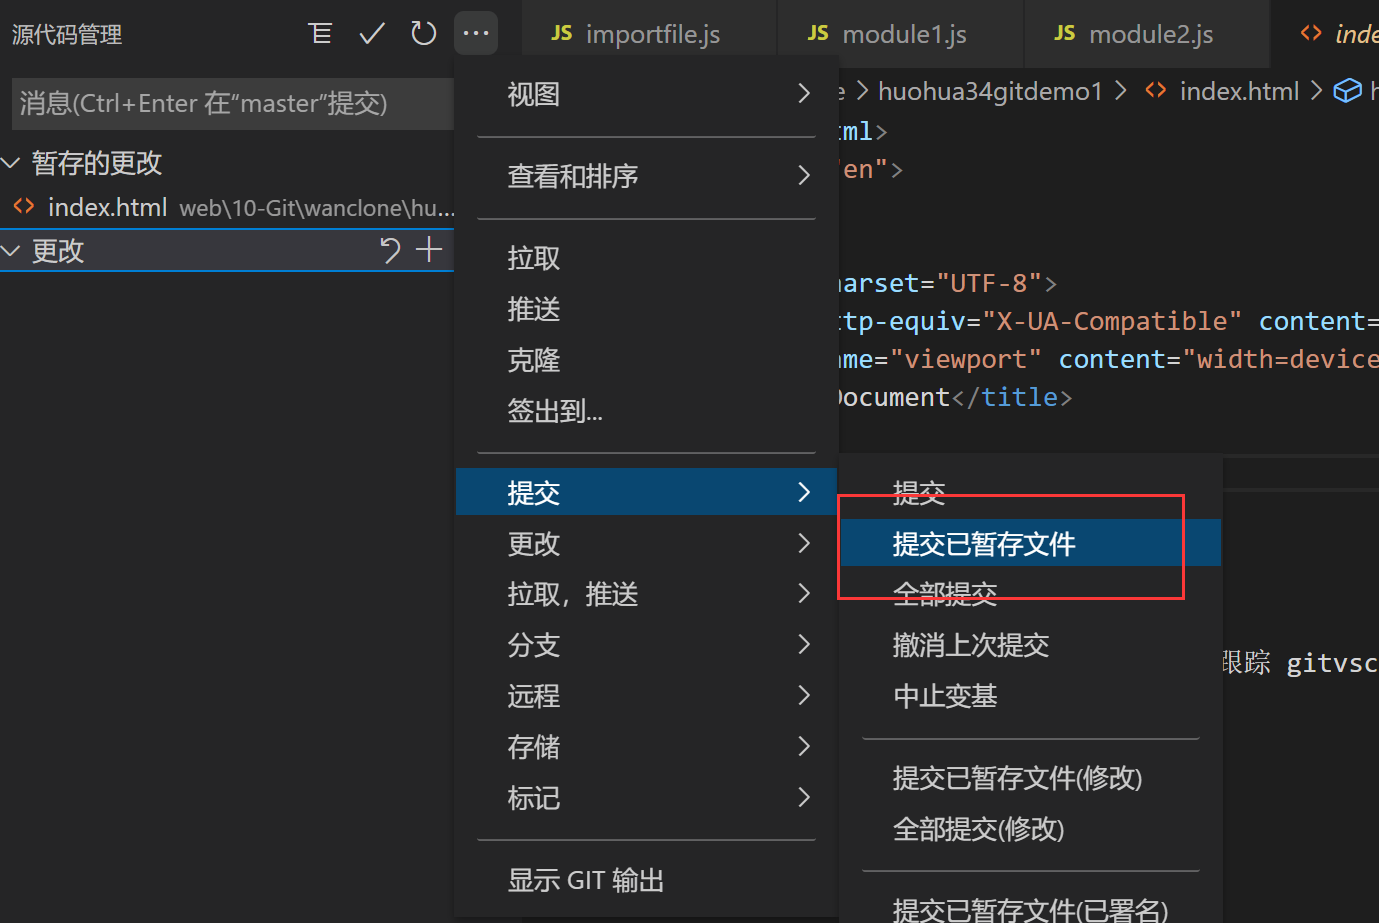 源代码管理
JS importfile.js
JS module1.js
JS module2.js
消息(Ctrl+Enter 在“master”提交)
huohua34gitdemo1 > <> index.html >
暂存的更改
<> index.html web\10-Git\wanclone\hu...
更改
视图
查看和排序
拉取
推送
克隆
签出到...
提交
更改
拉取，推送
分支
远程
存储
标记
显示 GIT 输出
提交
提交已暂存文件
全部提交
撤消上次提交
中止变基
提交已暂存文件(修改)
全部提交(修改)
提交已暂存文件(已署名)
tml>
en">
arset="UTF-8">
tp-equiv="X-UA-Compatible" content=
me="viewport" content="width=device
Document</title>
跟踪 gitvsc